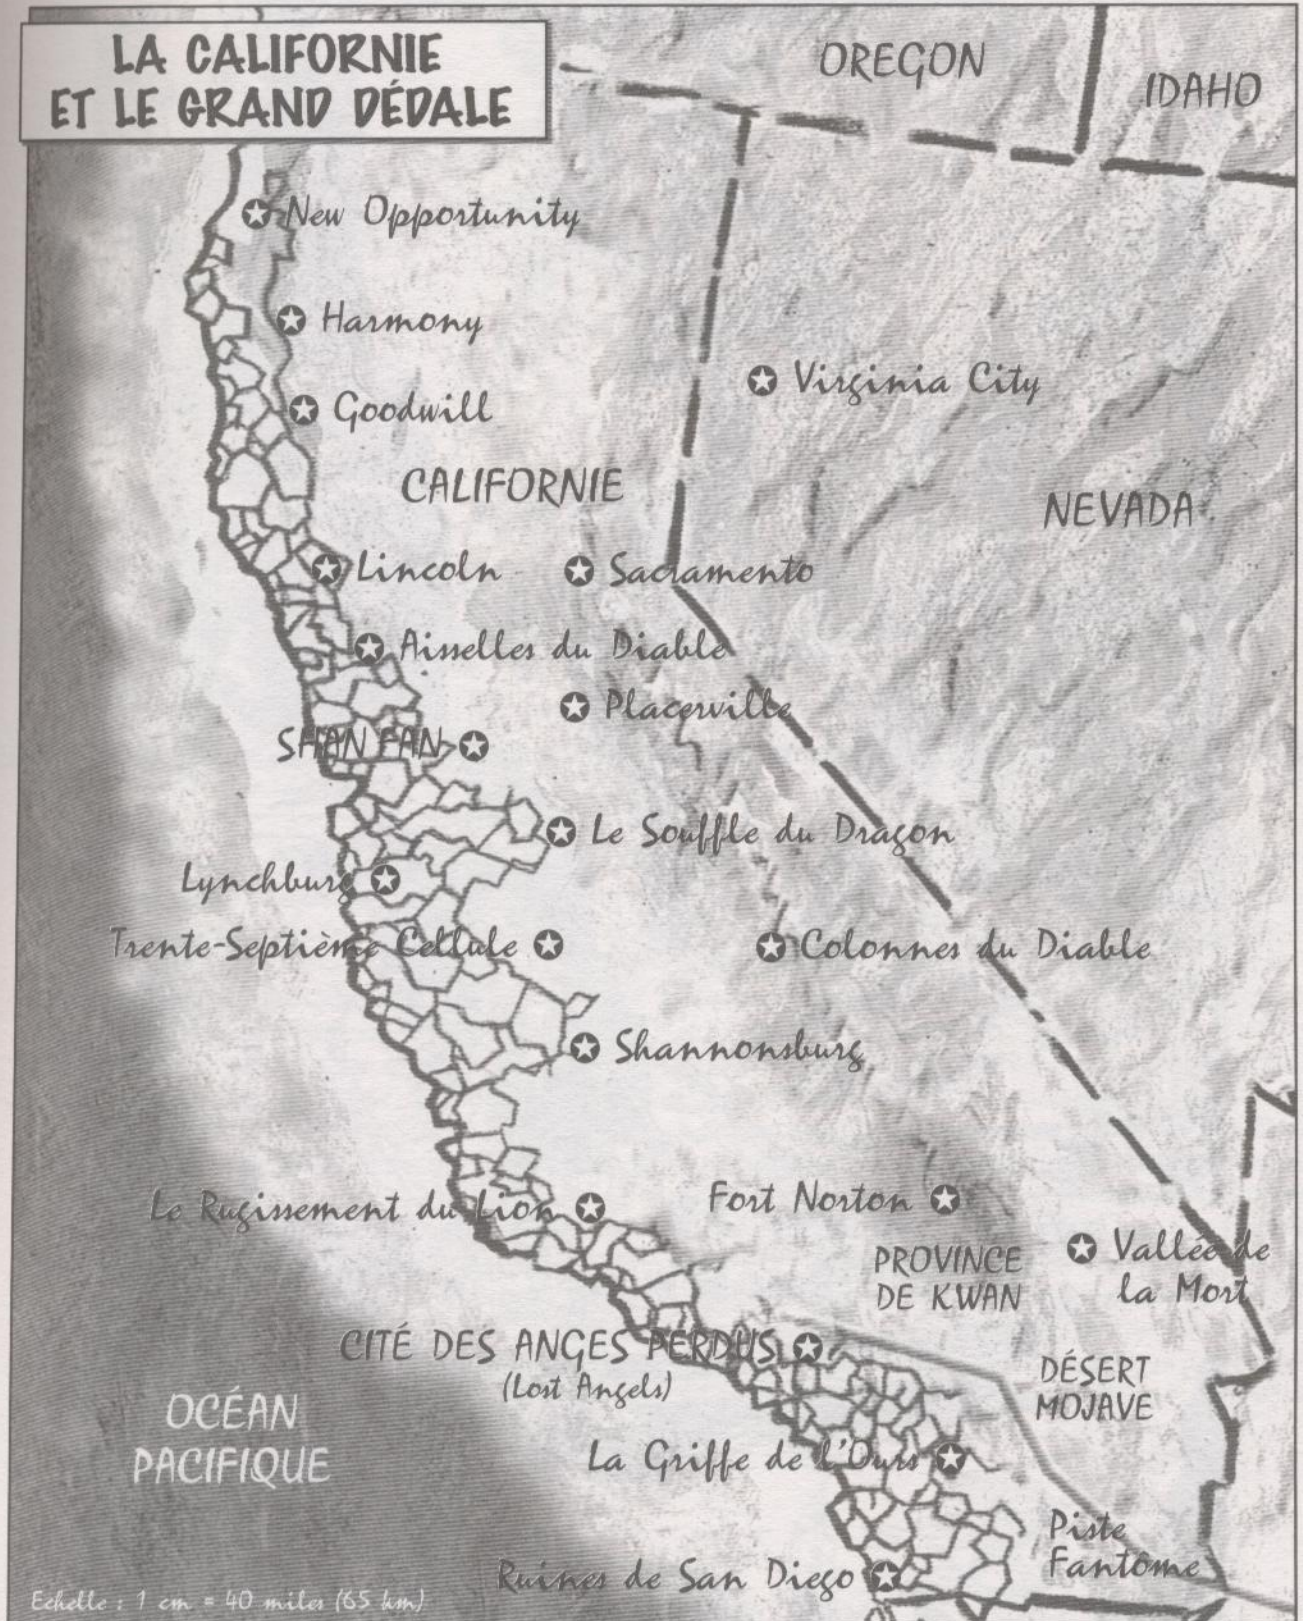 LA CALIFORNIE
ET LE GRAND DÉDALE
OREGON
IDAHO
New Opportunity
Harmony
Virginia City
Goodwill
CALIFORNIE
NEVADA
Lincoln
Sacramento
Aisselles du Diable
Placerville
SHAN FAN
Le Souffle du Dragon
Lynchburg
Trente-Septième Cellule
Colonnes du Diable
Shannonsburg
Le Rugissement du Lion
Fort Norton
PROVINCE
DE KWAN
Vallée de
la Mort
CITÉ DES ANGES PERDUS
(Lost Angels)
DÉSERT
MOJAVE
OCÉAN
PACIFIQUE
La Griffe de l'Ours
Piste
Fantôme
Ruines de San Diego
Echelle : 1 cm = 40 miles (65 km)